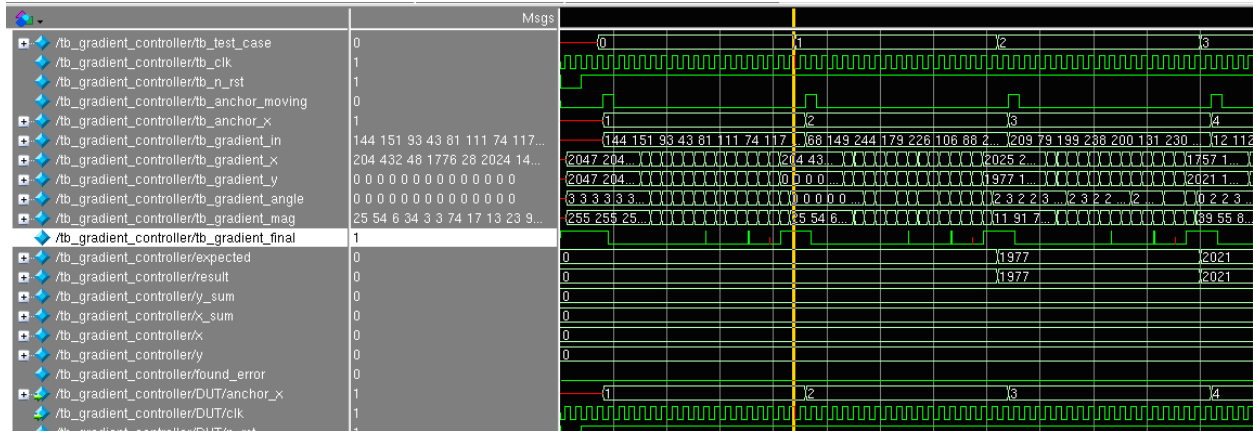 Msgs
/tb_gradient_controller/tb_test_case 0 0 1 2 3
/tb_gradient_controller/tb_clk 1
/tb_gradient_controller/tb_n_rst 1
/tb_gradient_controller/tb_anchor_moving 0
/tb_gradient_controller/tb_anchor_x 1 1 2 3 4
/tb_gradient_controller/tb_gradient_in 144 151 93 43 81 111 74 117... 144 151 93 43 81 111 74 117 ... 68 149 244 179 226 106 88 2... 209 79 199 238 200 131 230 ... 12 112
/tb_gradient_controller/tb_gradient_x 204 432 48 1776 28 2024 14... 2047 204... 204 43... 2025 2... 1757 1...
/tb_gradient_controller/tb_gradient_y 0 0 0 0 0 0 0 0 0 0 0 0 0 0 0 2047 204... 0 0 0 0 ... 1977 1... 2021 1...
/tb_gradient_controller/tb_gradient_angle 0 0 0 0 0 0 0 0 0 0 0 0 0 0 0 3 3 3 3 3 3... 0 0 0 0 0 ... 2 3 2 2 3 ... 2 3 2 2 ... 2 ... 0 2 2 3...
/tb_gradient_controller/tb_gradient_mag 25 54 6 34 3 3 74 17 13 23 9... 255 255 25... 25 54 6... 11 91 7... 39 55 8...
/tb_gradient_controller/tb_gradient_final 1
/tb_gradient_controller/expected 0 0 1977 2021
/tb_gradient_controller/result 0 0 1977 2021
/tb_gradient_controller/y_sum 0 0
/tb_gradient_controller/x_sum 0 0
/tb_gradient_controller/x 0 0
/tb_gradient_controller/y 0 0
/tb_gradient_controller/found_error 0
/tb_gradient_controller/DUT/anchor_x 1 1 2 3 4
/tb_gradient_controller/DUT/clk 1